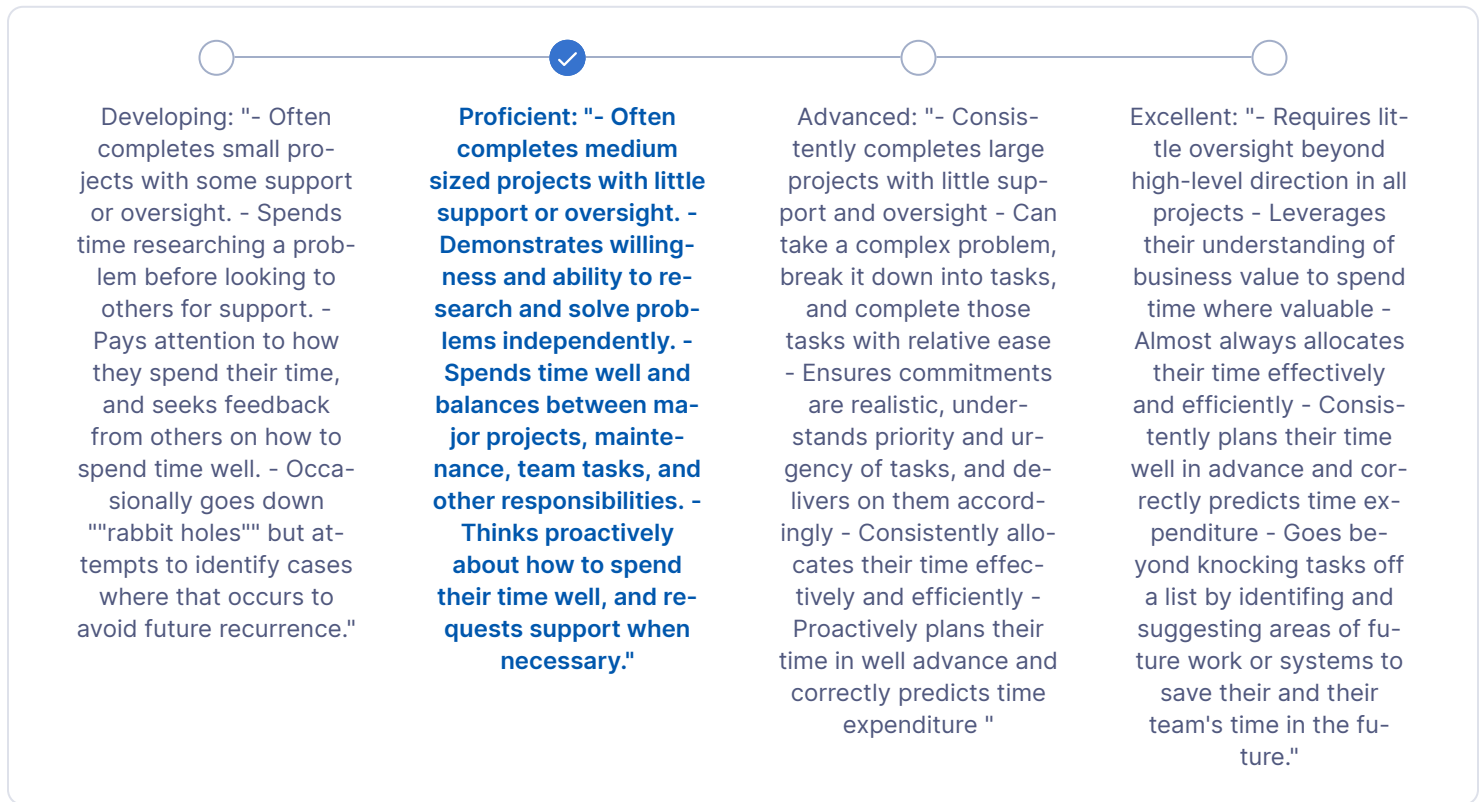 Developing: "- Often
completes small pro-
jects with some support
or oversight. - Spends
time researching a prob-
lem before looking to
others for support. -
Pays attention to how
they spend their time,
and seeks feedback
from others on how to
spend time well. - Occa-
sionally goes down
""rabbit holes"" but at-
tempts to identify cases
where that occurs to
avoid future recurrence."
Proficient: "- Often
completes medium
sized projects with little
support or oversight. -
Demonstrates willing-
ness and ability to re-
search and solve prob-
lems independently. -
Spends time well and
balances between ma-
jor projects, mainte-
nance, team tasks, and
other responsibilities. -
Thinks proactively
about how to spend
their time well, and re-
quests support when
necessary."
Advanced: "- Consis-
tently completes large
projects with little sup-
port and oversight - Can
take a complex problem,
break it down into tasks,
and complete those
tasks with relative ease
- Ensures commitments
are realistic, under-
stands priority and ur-
gency of tasks, and de-
livers on them accord-
ingly - Consistently allo-
cates their time effec-
tively and efficiently -
Proactively plans their
time in well advance and
correctly predicts time
expenditure "
Excellent: "- Requires lit-
tle oversight beyond
high-level direction in all
projects - Leverages
their understanding of
business value to spend
time where valuable -
Almost always allocates
their time effectively
and efficiently - Consis-
tently plans their time
well in advance and cor-
rectly predicts time ex-
penditure - Goes be-
yond knocking tasks off
a list by identifing and
suggesting areas of fu-
ture work or systems to
save their and their
team's time in the fu-
ture."